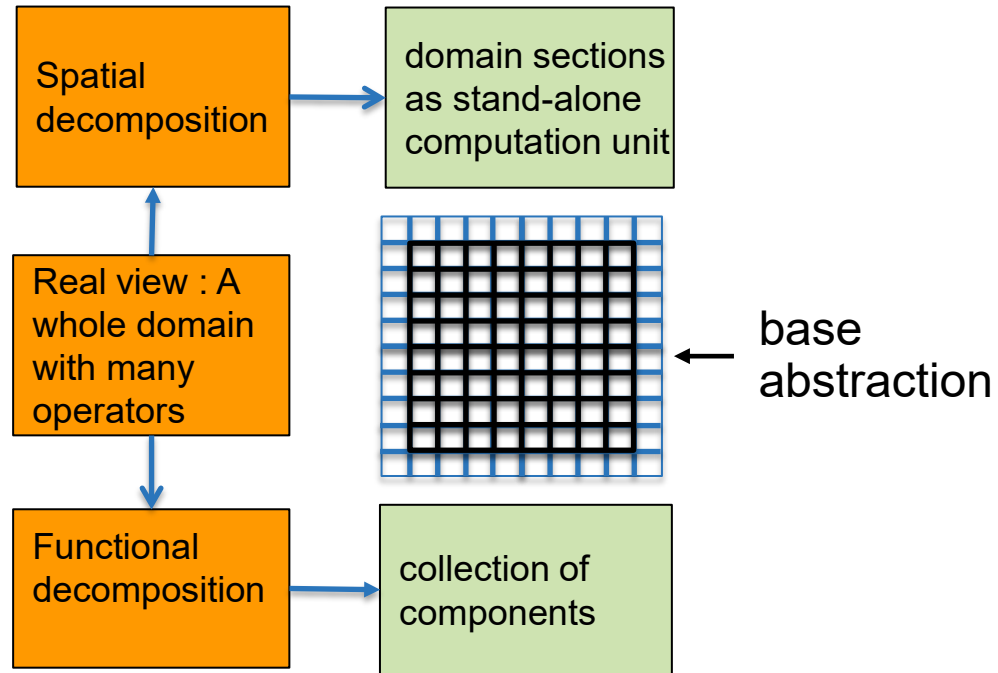 Spatial
decomposition
domain sections
as stand-alone
computation unit
Real view : A
whole domain
with many
operators
base
abstraction
Functional
decomposition
collection of
components